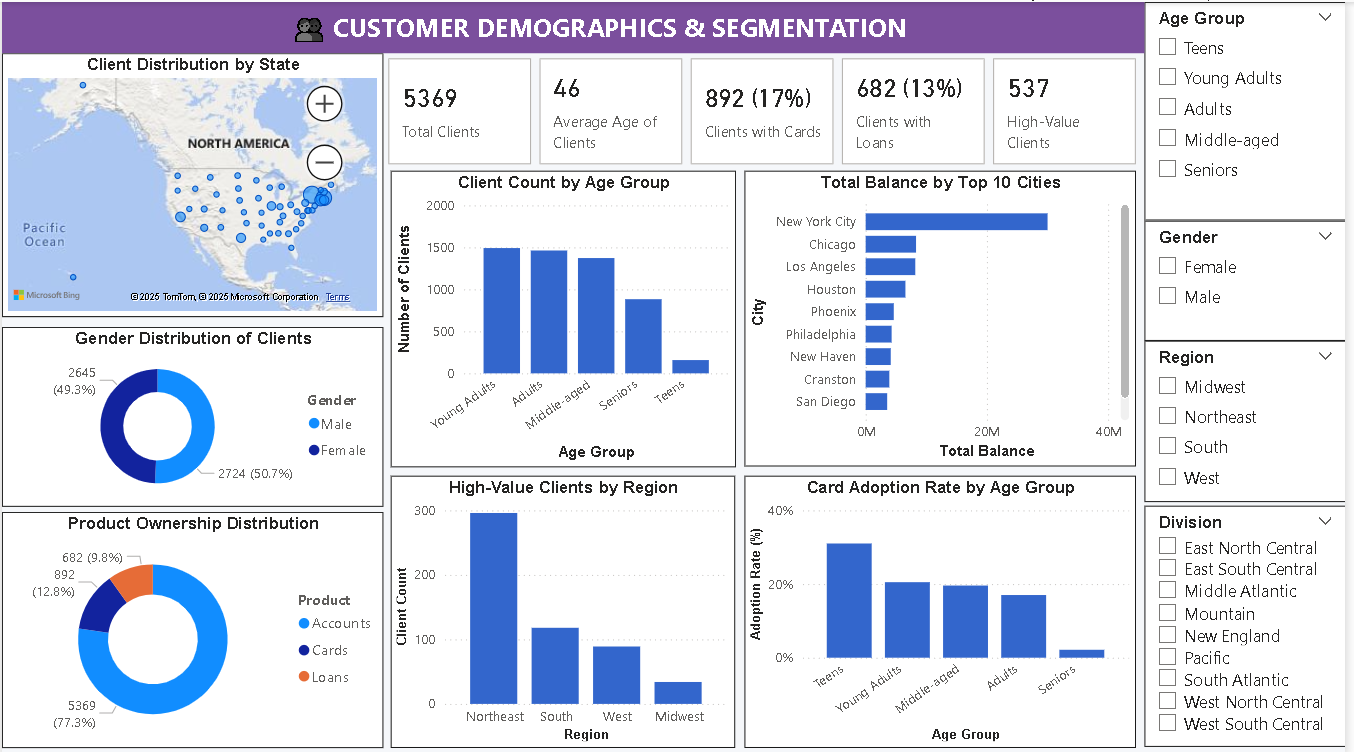 CUSTOMER DEMOGRAPHICS & SEGMENTATION
Client Distribution by State
NORTH AMERICA
Pacific
Ocean
Microsoft Bing
© 2025 TomTom, © 2025 Microsoft Corporation Terms
5369
Total Clients
46
Average Age of
Clients
892 (17%)
Clients with Cards
682 (13%)
Clients with
Loans
537
High-Value
Clients
Gender Distribution of Clients
2645
(49.3%)
2724 (50.7%)
Gender
Male
Female
Product Ownership Distribution
682 (9.8%)
892
(12.8%)
5369
(77.3%)
Product
Accounts
Cards
Loans
Client Count by Age Group
Number of Clients
2000
1500
1000
500
0
Young Adults
Adults
Middle-aged
Seniors
Teens
Age Group
Total Balance by Top 10 Cities
City
New York City
Chicago
Los Angeles
Houston
Phoenix
Philadelphia
New Haven
Cranston
San Diego
0M
20M
40M
Total Balance
High-Value Clients by Region
Client Count
300
200
100
0
Northeast
South
West
Midwest
Region
Card Adoption Rate by Age Group
Adoption Rate (%)
40%
20%
0%
Teens
Young Adults
Middle-aged
Adults
Seniors
Age Group
Age Group
Teens
Young Adults
Adults
Middle-aged
Seniors
Gender
Female
Male
Region
Midwest
Northeast
South
West
Division
East North Central
East South Central
Middle Atlantic
Mountain
New England
Pacific
South Atlantic
West North Central
West South Central